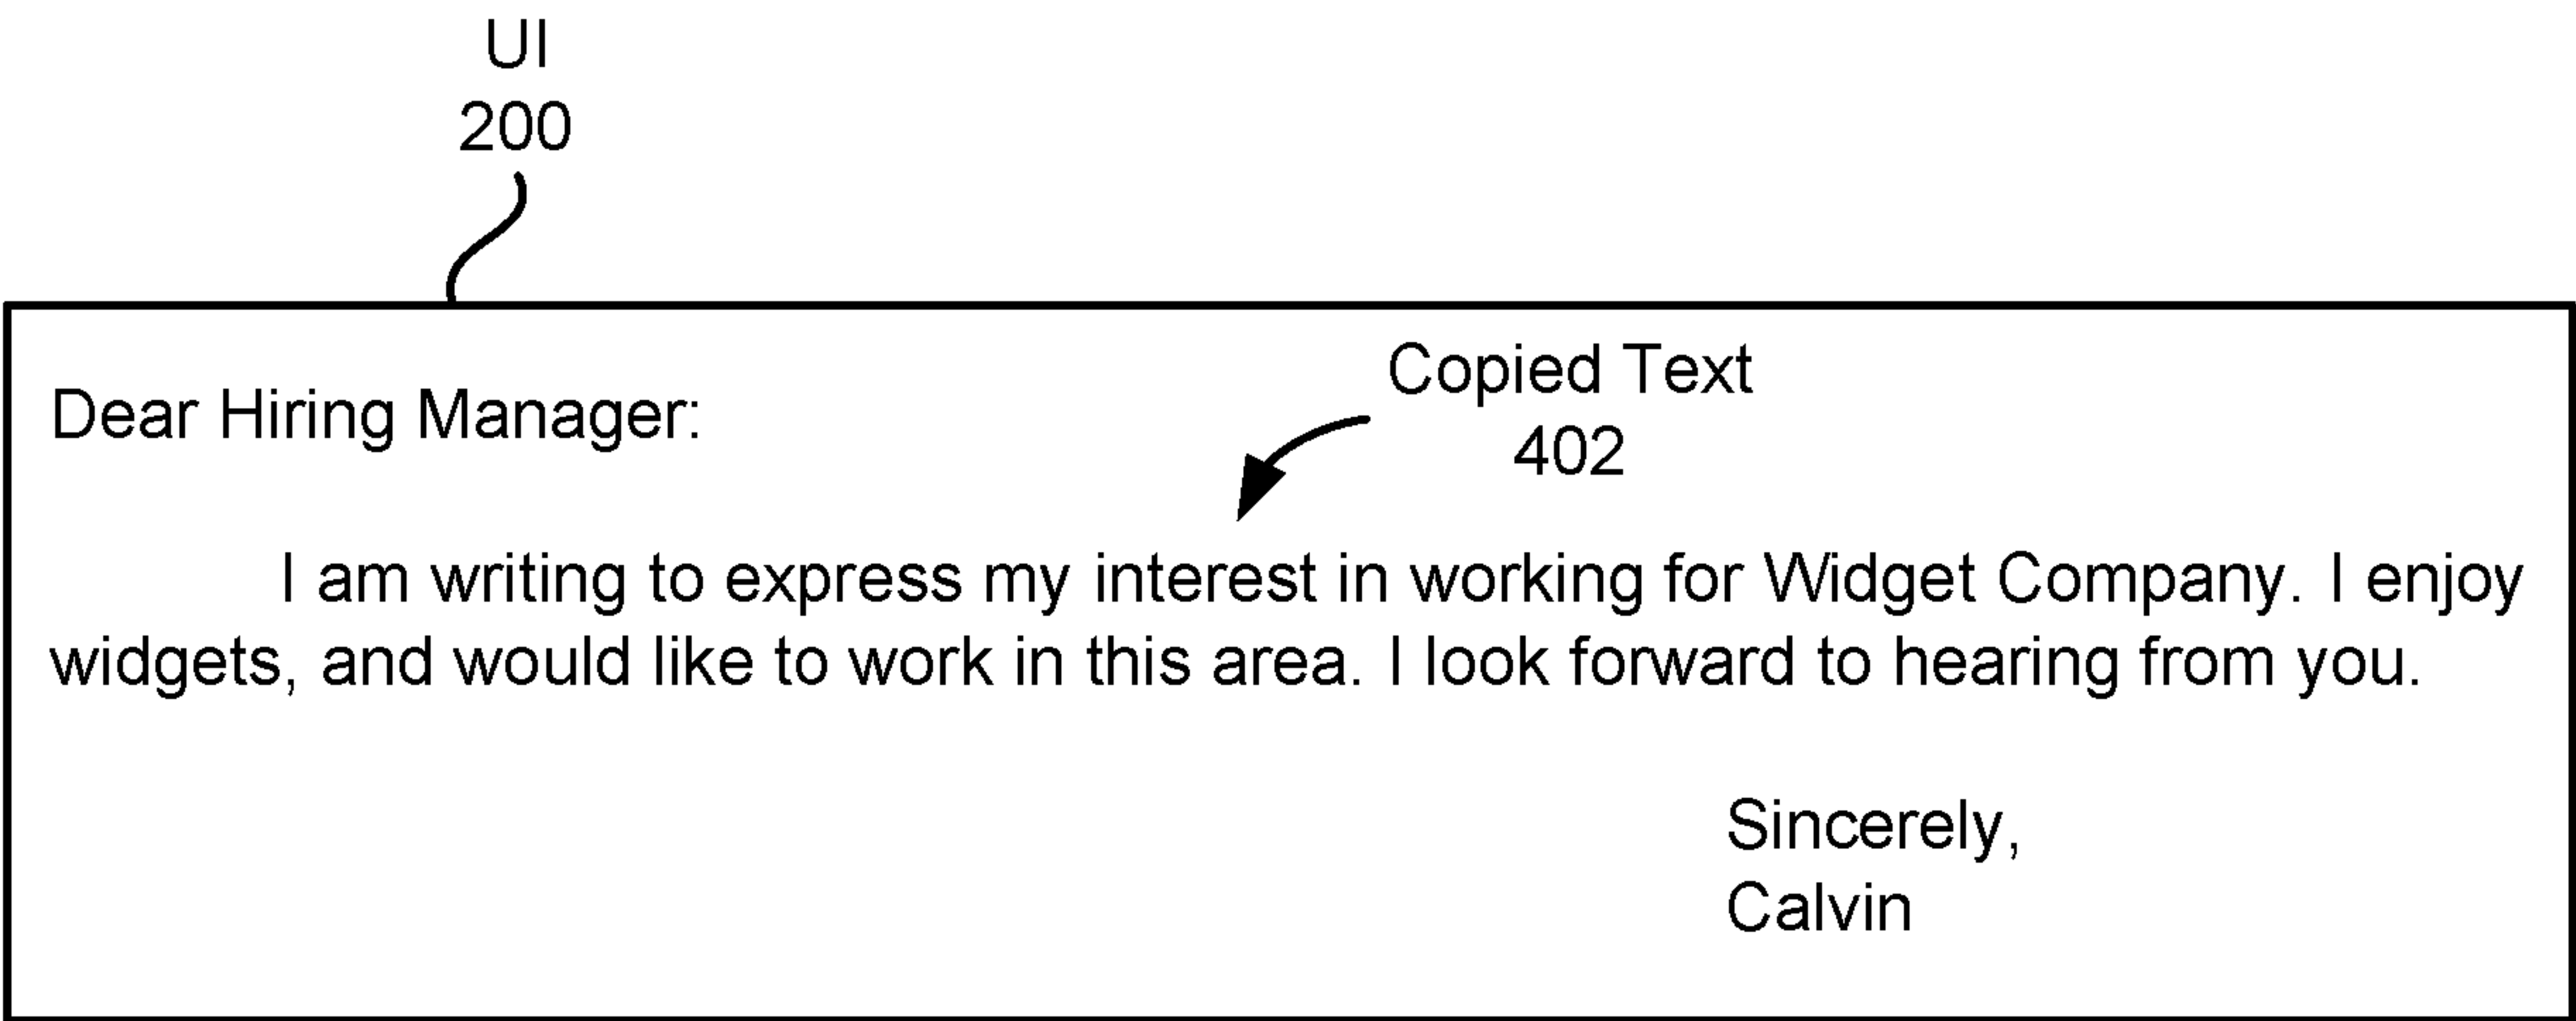 UI
200
Copied Text
402
Dear Hiring Manager:
I am writing to express my interest in working for Widget Company. I enjoy
widgets, and would like to work in this area. I look forward to hearing from you.
Sincerely,
Calvin